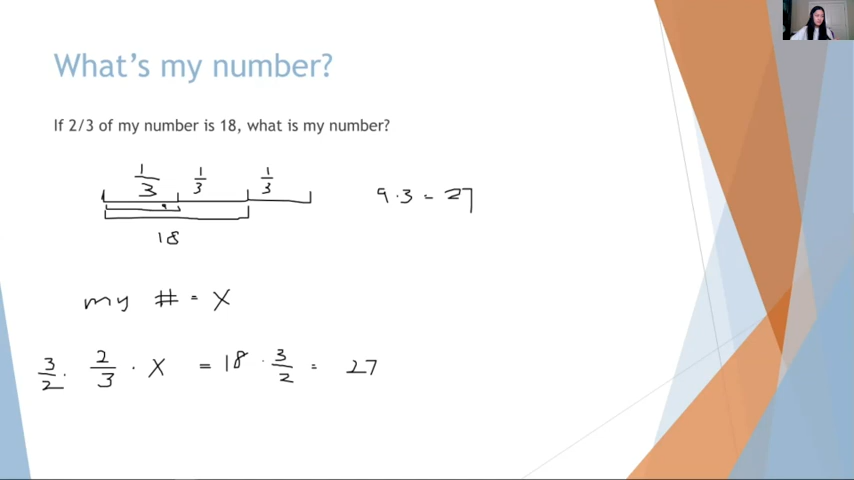 What's my number?
If 2/3 of my number is 18, what is my number?
1/3 1/3 1/3
9 · 3 = 27
18
my # = X
3/2 · 2/3 · X = 18 · 3/2 = 27